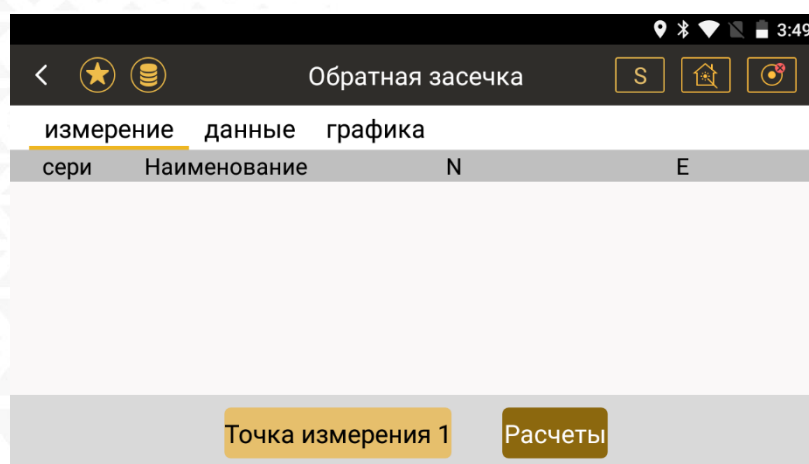 3:49
Обратная засечка S
измерение данные графика
сери Наименование N E
Точка измерения 1 Расчеты